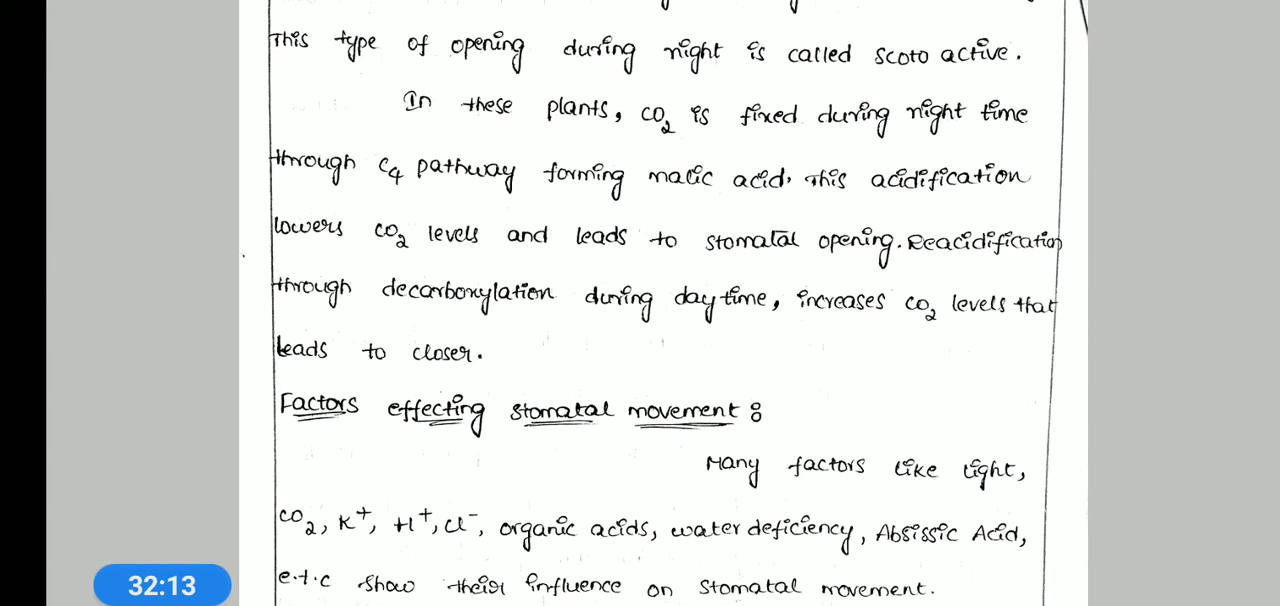 This type of opening during night is called scoto active.
In these plants, CO2 is fixed during night time
through C4 pathway forming malic acid. This acidification
lowers CO2 levels and leads to stomatal opening. Reacidification
through decarboxylation during day time, increases CO2 levels that
leads to closer.
Factors effecting stomatal movement :
Many factors like light,
CO2, K+, H+, Cl-, organic acids, water deficiency, Absissic Acid,
e.t.c show their influence on stomatal movement.
32:13